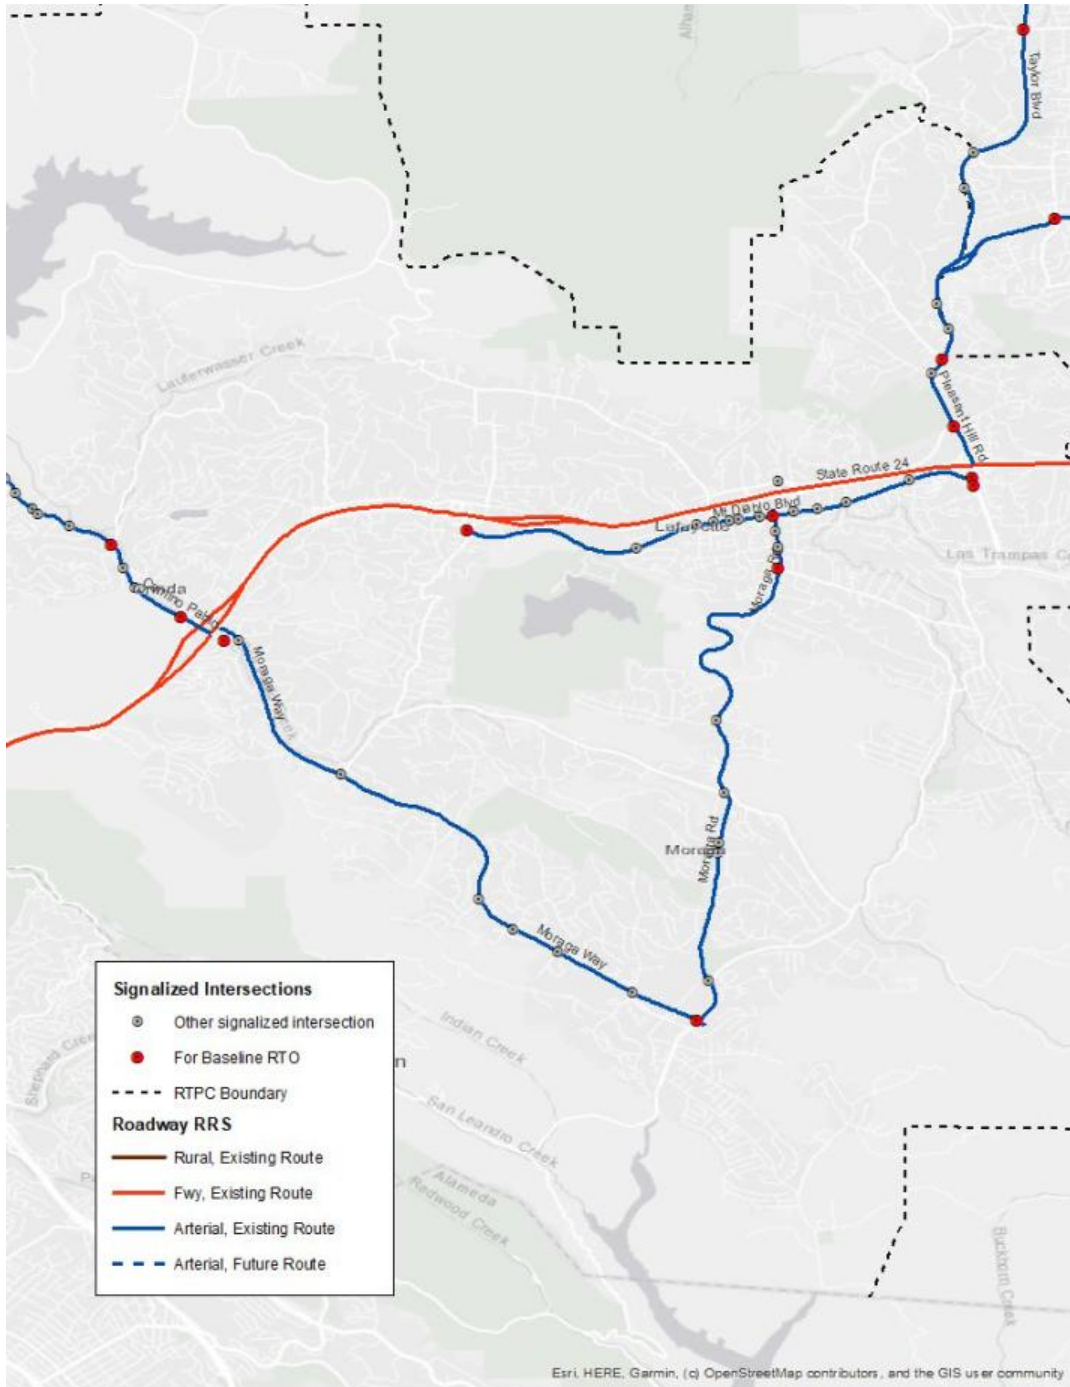 Taylor Blvd
Lauterwasser Creek
Pleasant Hill Rd
State Route 24
Mt Diablo Blvd
Lafayette
Las Trampas
Moraga Rd
Orinda
Camino Pablo
Moraga Way
Moraga Rd
Moraga
Moraga Way
Signalized Intersections
Other signalized intersection
For Baseline RTO
RTPC Boundary
Roadway RRS
Rural, Existing Route
Fwy, Existing Route
Arterial, Existing Route
Arterial, Future Route
Indian Creek
San Leandro Creek
Alameda
Redwood Creek
Buckhorn Creek
Esri, HERE, Garmin, (c) OpenStreetMap contributors, and the GIS user community